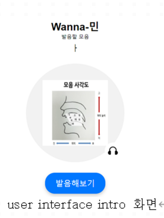 Wanna-민
발음할 모음
ㅏ
모음 사각도
발음해보기
user interface intro 화면